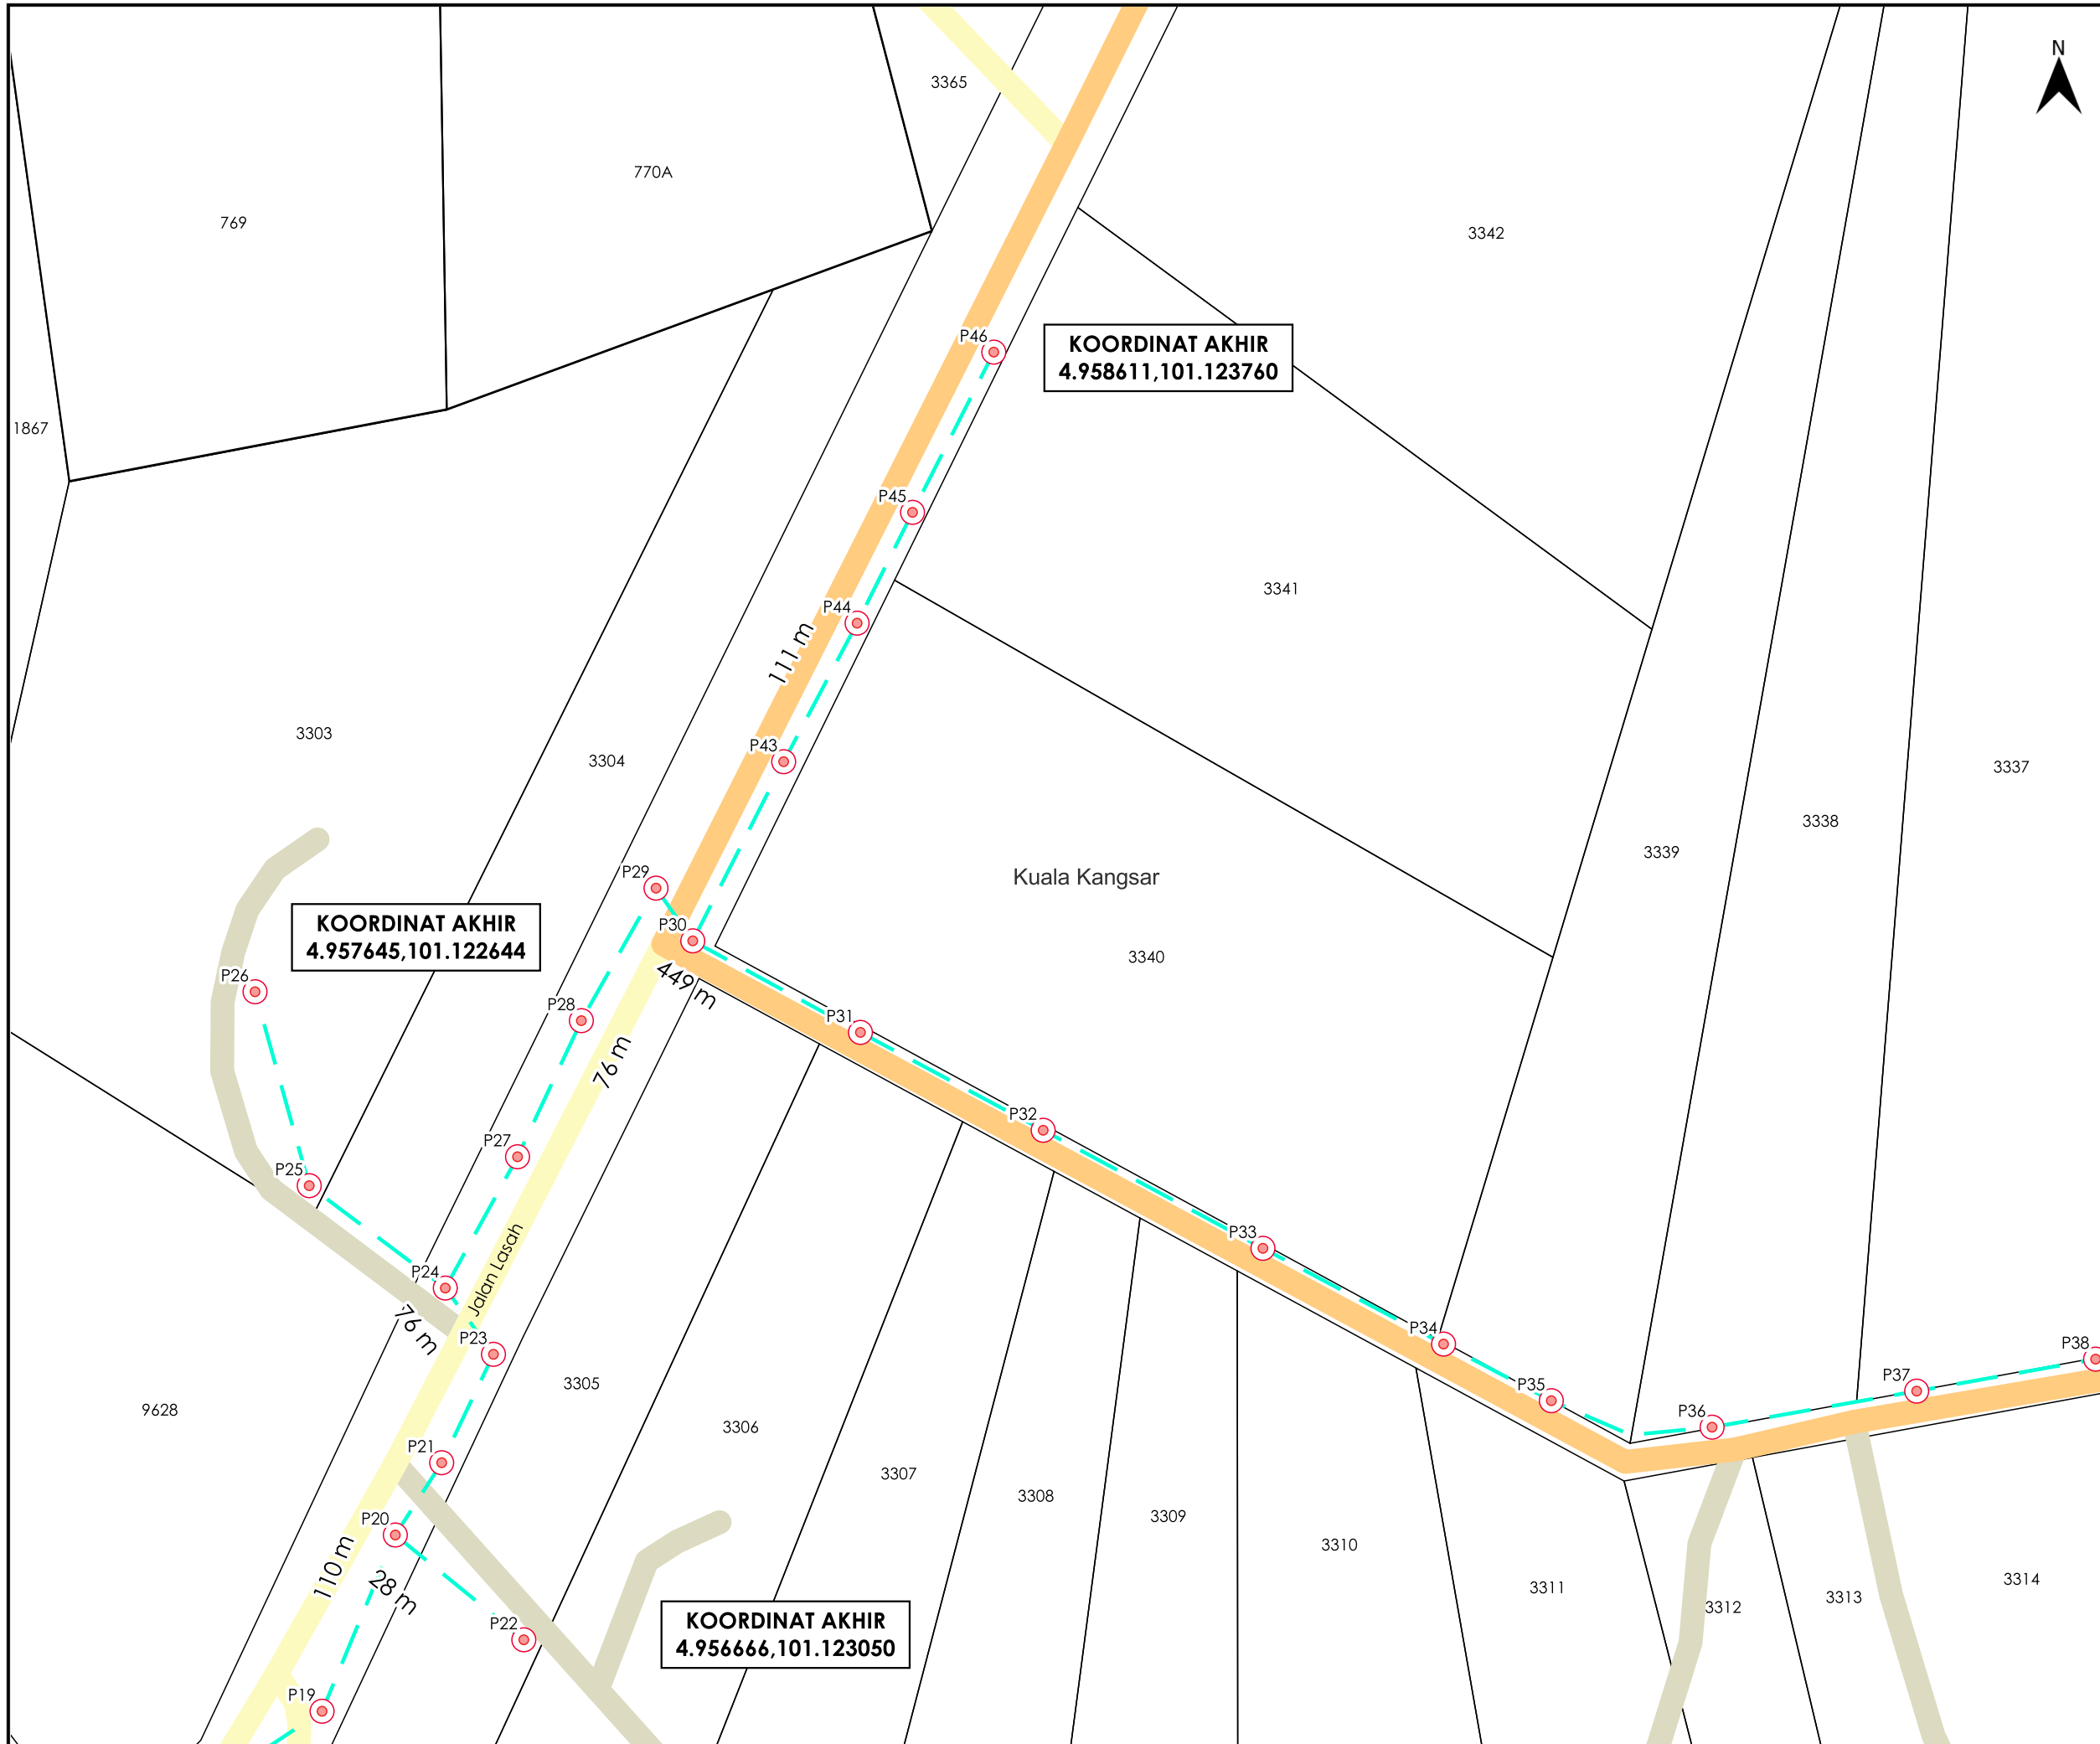 N
3365
770A
769
3342
P46
KOORDINAT AKHIR
4.958611,101.123760
1867
P45
3341
P44
111 m
3303
P43
3304
3337
3338
3339
P29
Kuala Kangsar
KOORDINAT AKHIR
4.957645,101.122644
P30
3340
449 m
P26
P28
P31
76 m
P32
P27
P25
P33
Jalan Lasah
P24
76 m
P23
P34
P38
P37
3305
P35
9628
P36
3306
P21
3307
3308
3309
P20
3310
110 m
28 m
3311
3314
3313
3312
P22
KOORDINAT AKHIR
4.956666,101.123050
P19